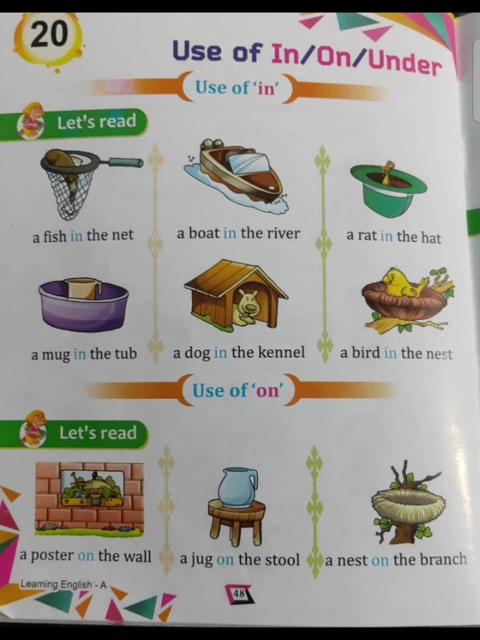 20
Use of In/On/Under
Use of 'in'
Let's read
a fish in the net
a boat in the river
a rat in the hat
a mug in the tub
a dog in the kennel
a bird in the nest
Use of 'on'
Let's read
a poster on the wall
a jug on the stool
a nest on the branch
Learning English - A
48